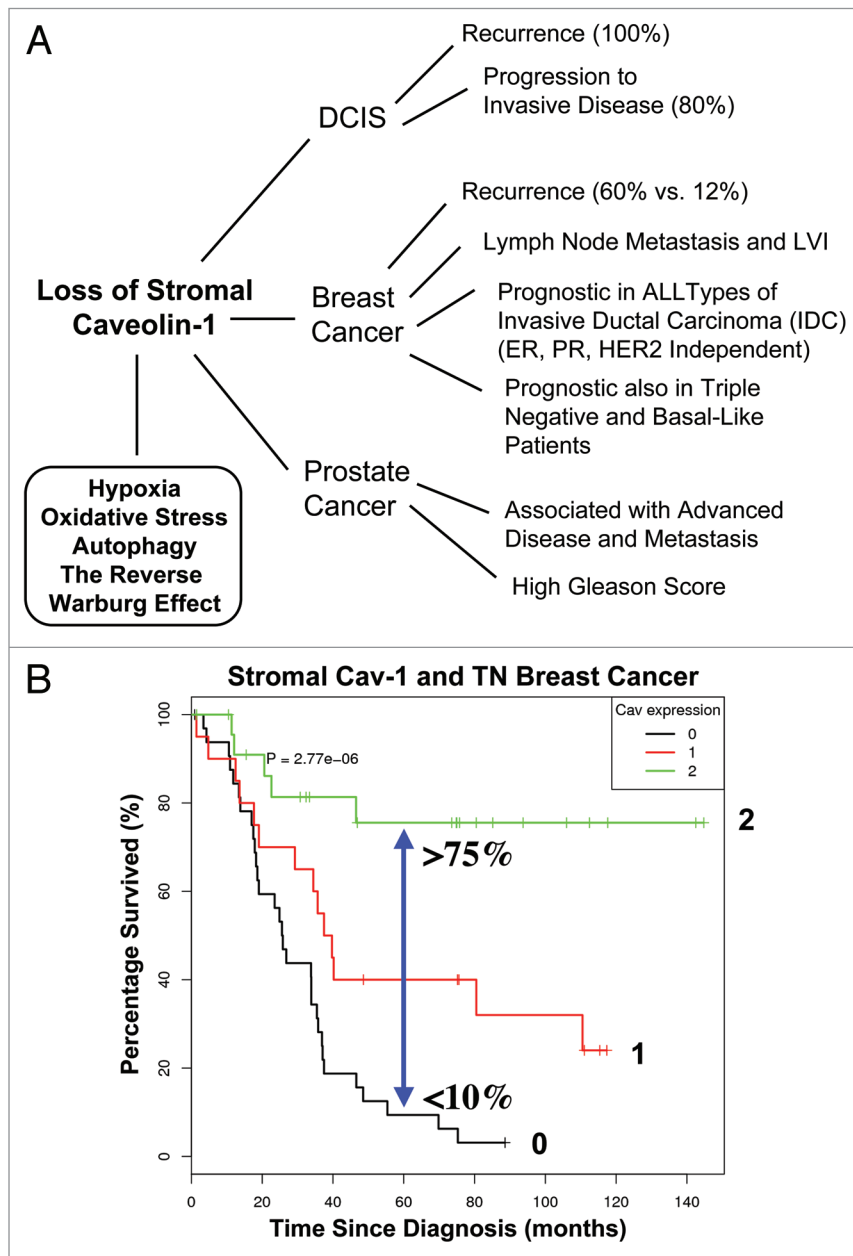 A
Recurrence (100%)
Progression to
Invasive Disease (80%)
DCIS
Recurrence (60% vs. 12%)
Lymph Node Metastasis and LVI
Loss of Stromal
Caveolin-1
Breast
Cancer
Prognostic in ALLTypes of
Invasive Ductal Carcinoma (IDC)
(ER, PR, HER2 Independent)
Prognostic also in Triple
Negative and Basal-Like
Patients
Prostate
Cancer
Associated with Advanced
Disease and Metastasis
High Gleason Score
Hypoxia
Oxidative Stress
Autophagy
The Reverse
Warburg Effect
B
Stromal Cav-1 and TN Breast Cancer
Cav expression
0
1
2
P = 2.77e−06
2
>75%
1
<10%
0
Percentage Survived (%)
100
80
60
40
20
0
0 20 40 60 80 100 120 140
Time Since Diagnosis (months)